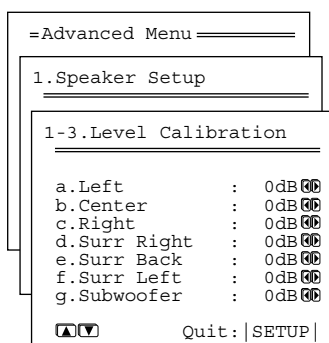 =Advanced Menu
1.Speaker Setup
1-3.Level Calibration
a.Left : 0dB
b.Center : 0dB
c.Right : 0dB
d.Surr Right : 0dB
e.Surr Back : 0dB
f.Surr Left : 0dB
g.Subwoofer : 0dB
Quit:|SETUP|